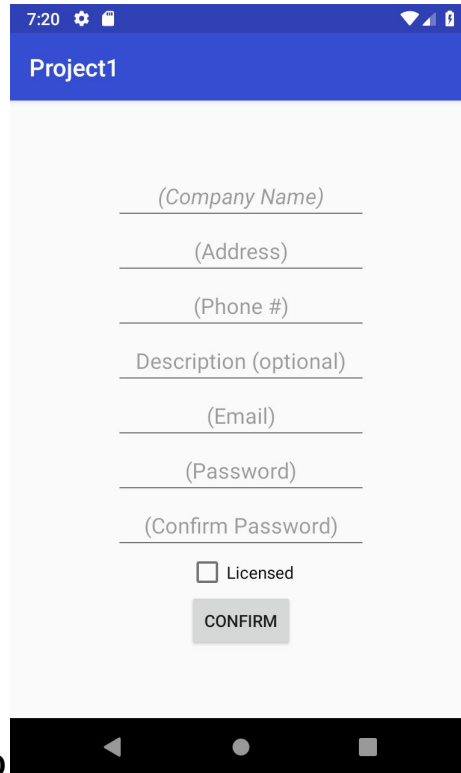 7:20
Project1
(Company Name)
(Address)
(Phone #)
Description (optional)
(Email)
(Password)
(Confirm Password)
Licensed
CONFIRM